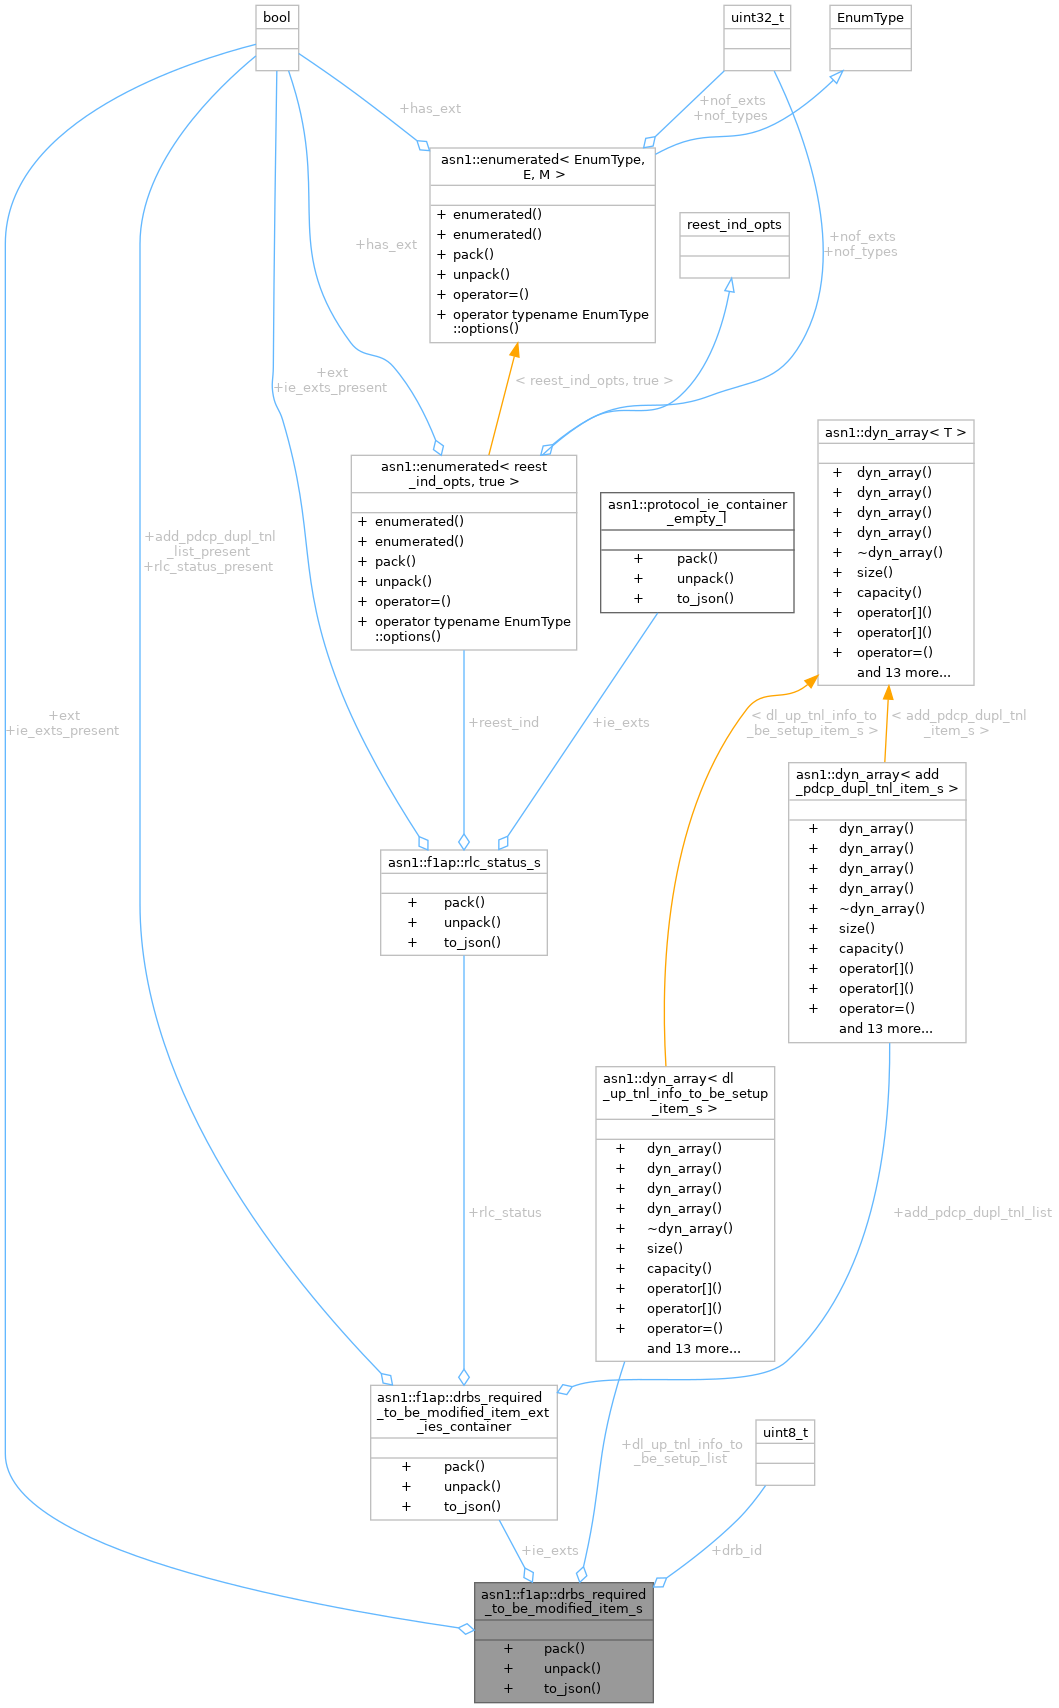 bool
uint32_t
EnumType
+has_ext
+nof_exts
+nof_types
asn1::enumerated< EnumType,
E, M >
+ enumerated()
+ enumerated()
+ pack()
+ unpack()
+ operator=()
+ operator typename EnumType
::options()
reest_ind_opts
+has_ext
+nof_exts
+nof_types
+ext
+ie_exts_present
< reest_ind_opts, true >
asn1::dyn_array< T >
+ dyn_array()
+ dyn_array()
+ dyn_array()
+ dyn_array()
+ ~dyn_array()
+ size()
+ capacity()
+ operator[]()
+ operator[]()
+ operator=()
and 13 more...
asn1::enumerated< reest
_ind_opts, true >
+ enumerated()
+ enumerated()
+ pack()
+ unpack()
+ operator=()
+ operator typename EnumType
::options()
asn1::protocol_ie_container
_empty_l
+ pack()
+ unpack()
+ to_json()
+add_pdcp_dupl_tnl
_list_present
+rlc_status_present
+ext
+ie_exts_present
+reest_ind
+ie_exts
< dl_up_tnl_info_to
_be_setup_item_s >
< add_pdcp_dupl_tnl
_item_s >
asn1::dyn_array< add
_pdcp_dupl_tnl_item_s >
+ dyn_array()
+ dyn_array()
+ dyn_array()
+ dyn_array()
+ ~dyn_array()
+ size()
+ capacity()
+ operator[]()
+ operator[]()
+ operator=()
and 13 more...
asn1::f1ap::rlc_status_s
+ pack()
+ unpack()
+ to_json()
asn1::dyn_array< dl
_up_tnl_info_to_be_setup
_item_s >
+ dyn_array()
+ dyn_array()
+ dyn_array()
+ dyn_array()
+ ~dyn_array()
+ size()
+ capacity()
+ operator[]()
+ operator[]()
+ operator=()
and 13 more...
+rlc_status
+add_pdcp_dupl_tnl_list
asn1::f1ap::drbs_required
_to_be_modified_item_ext
_ies_container
+ pack()
+ unpack()
+ to_json()
+dl_up_tnl_info_to
_be_setup_list
uint8_t
+ie_exts
+drb_id
asn1::f1ap::drbs_required
_to_be_modified_item_s
+ pack()
+ unpack()
+ to_json()